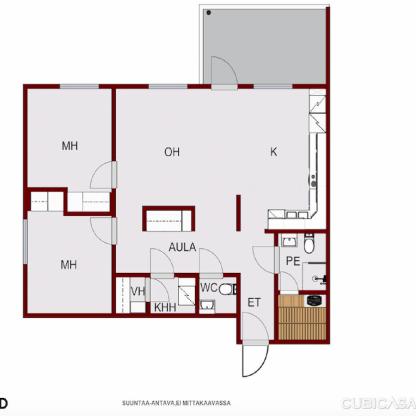 MH
OH
K
MH
AULA
PE
VH
KHH
WC
ET
D
SUUNTAA-ANTAVA,EI MITTAKAAVASSA
CUBICASA